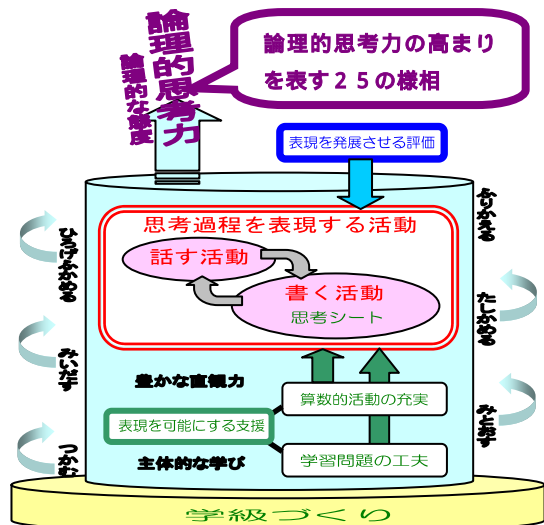 論理的思考力
論理的な態度
論理的思考力の高まり
を表す25の様相
表現を発展させる評価
思考過程を表現する活動
話す活動
書く活動
思考シート
ふりかえる
ひろげふかめる
たしかめる
みいだす
豊かな直観力
算数的活動の充実
表現を可能にする支援
みとおす
主体的な学び
学習問題の工夫
つかむ
学級づくり